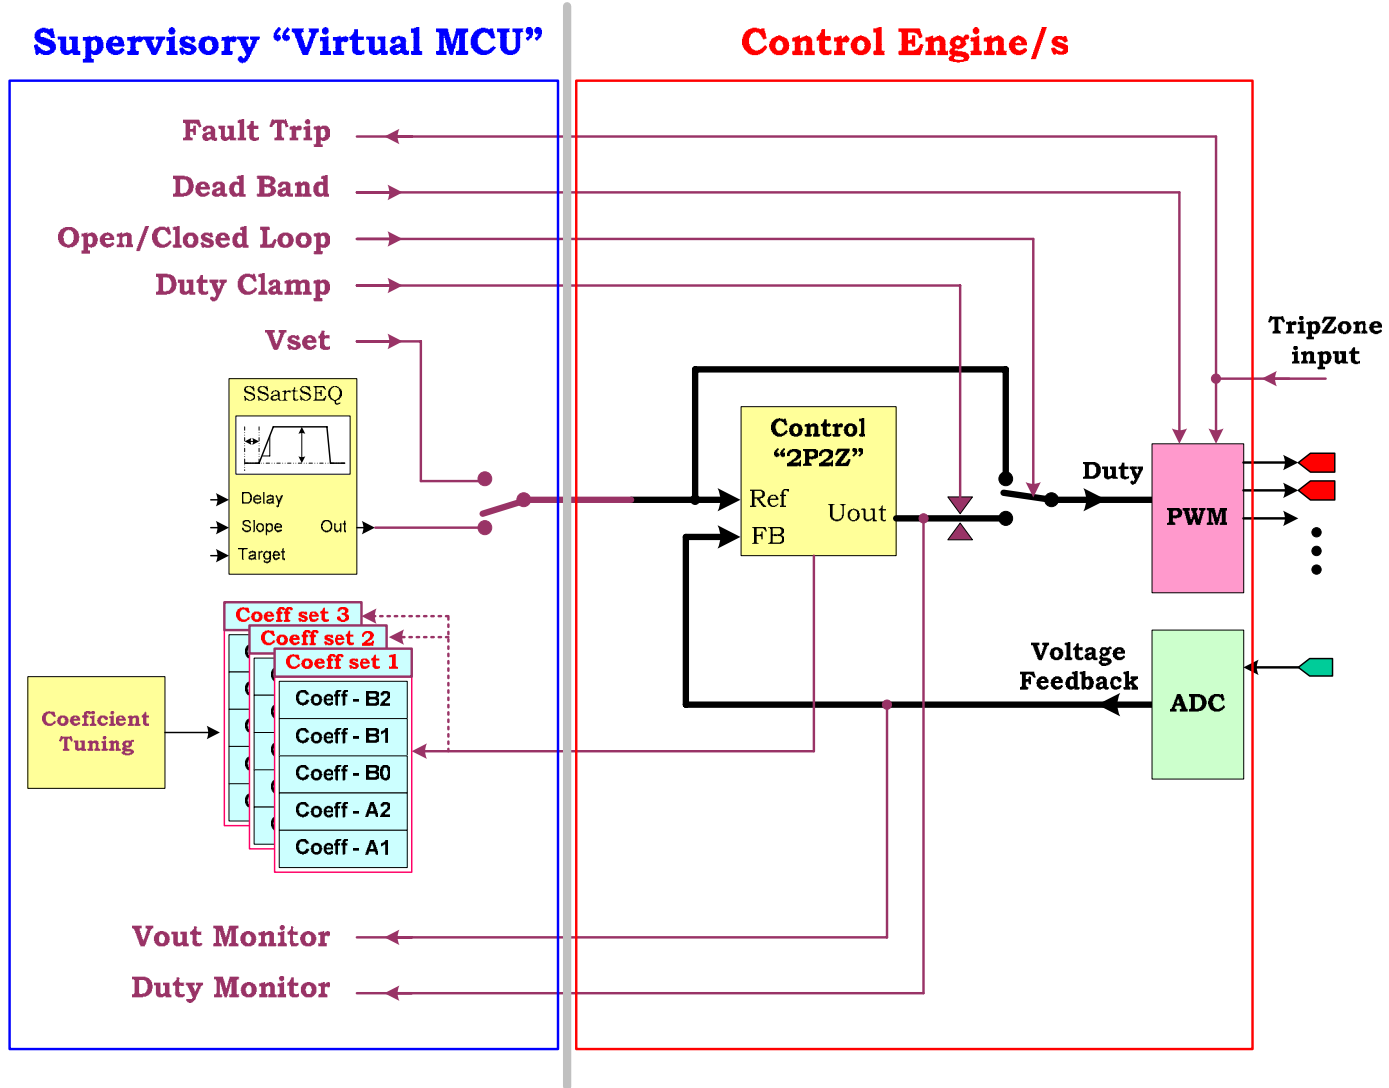 Supervisory “Virtual MCU”
Control Engine/s
Fault Trip
Dead Band
Open/Closed Loop
Duty Clamp
Vset
TripZone
input
SSartSEQ
Delay
Slope
Out
Target
Control
“2P2Z”
Ref
Uout
FB
Duty
PWM
Coeff set 3
Coeff set 2
Coeff set 1
Coeff - B2
Coeff - B1
Coeff - B0
Coeff - A2
Coeff - A1
Coeficient
Tuning
Voltage
Feedback
ADC
Vout Monitor
Duty Monitor